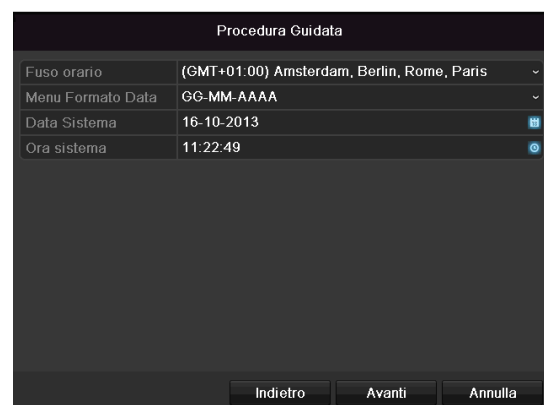 Procedura Guidata
Fuso orario (GMT+01:00) Amsterdam, Berlin, Rome, Paris
Menu Formato Data GG-MM-AAAA
Data Sistema 16-10-2013
Ora sistema 11:22:49
Indietro Avanti Annulla